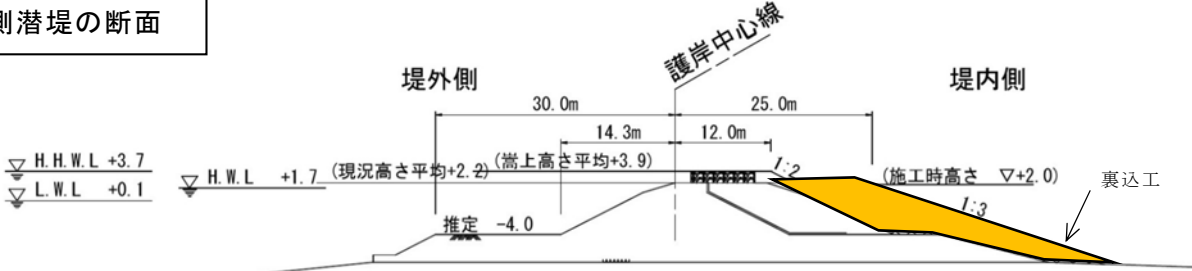 側潜堤の断面
護岸中心線
堤外側
堤内側
30.0m
25.0m
14.3m
12.0m
H.H.W.L +3.7
L.W.L +0.1
H.W.L +1.7
(現況高さ平均+2.2)
(嵩上高さ平均+3.9)
1:2
(施工時高さ ▽+2.0)
1:3
裏込工
推定 -4.0